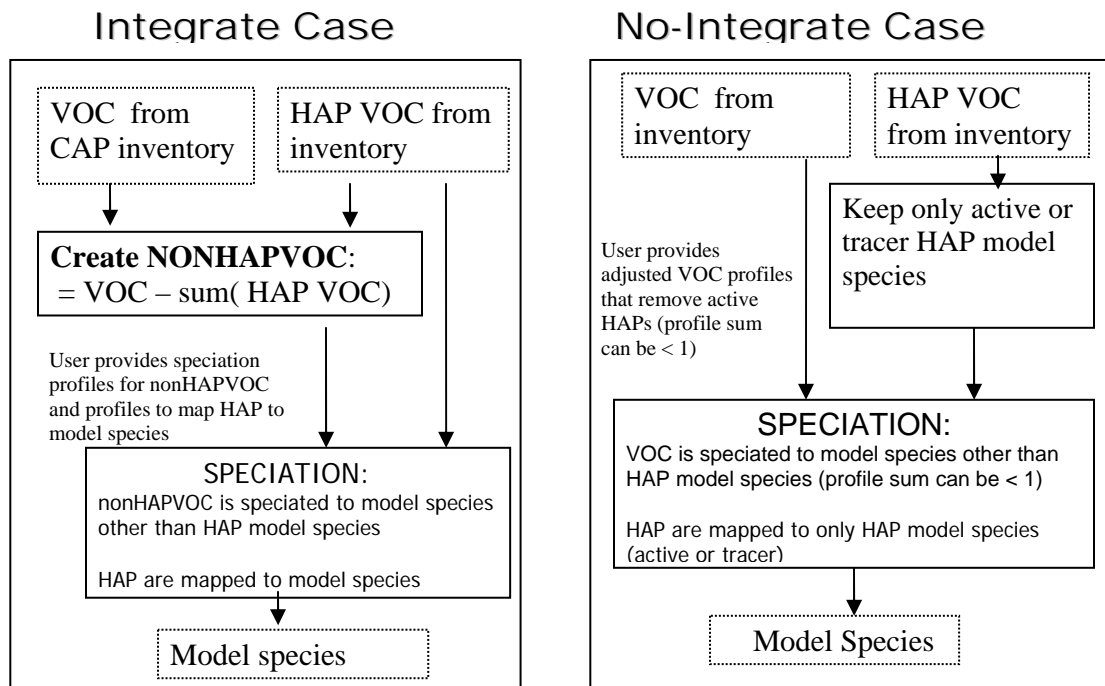 Integrate Case
VOC from
CAP inventory
HAP VOC from
inventory
Create NONHAPVOC:
= VOC – sum( HAP VOC)
User provides speciation
profiles for nonHAPVOC
and profiles to map HAP to
model species
SPECIATION:
nonHAPVOC is speciated to model species
other than HAP model species
HAP are mapped to model species
Model species
No-Integrate Case
VOC from
inventory
HAP VOC
from inventory
Keep only active or
tracer HAP model
species
User provides
adjusted VOC profiles
that remove active
HAPs (profile sum
can be < 1)
SPECIATION:
VOC is speciated to model species other than
HAP model species (profile sum can be < 1)
HAP are mapped to only HAP model species
(active or tracer)
Model Species